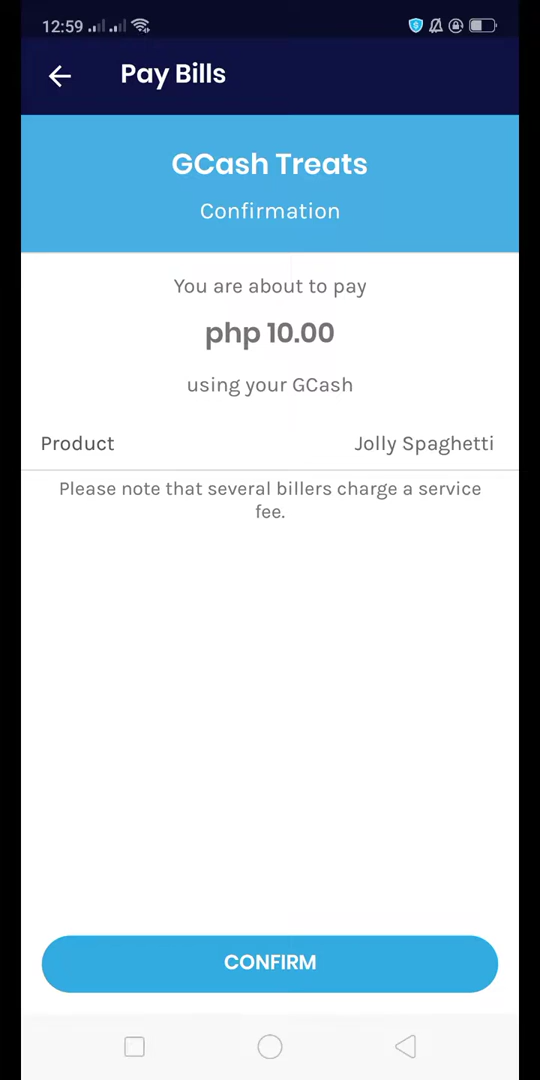 12:59
Pay Bills
GCash Treats
Confirmation
You are about to pay
php 10.00
using your GCash
Product Jolly Spaghetti
Please note that several billers charge a service
fee.
CONFIRM